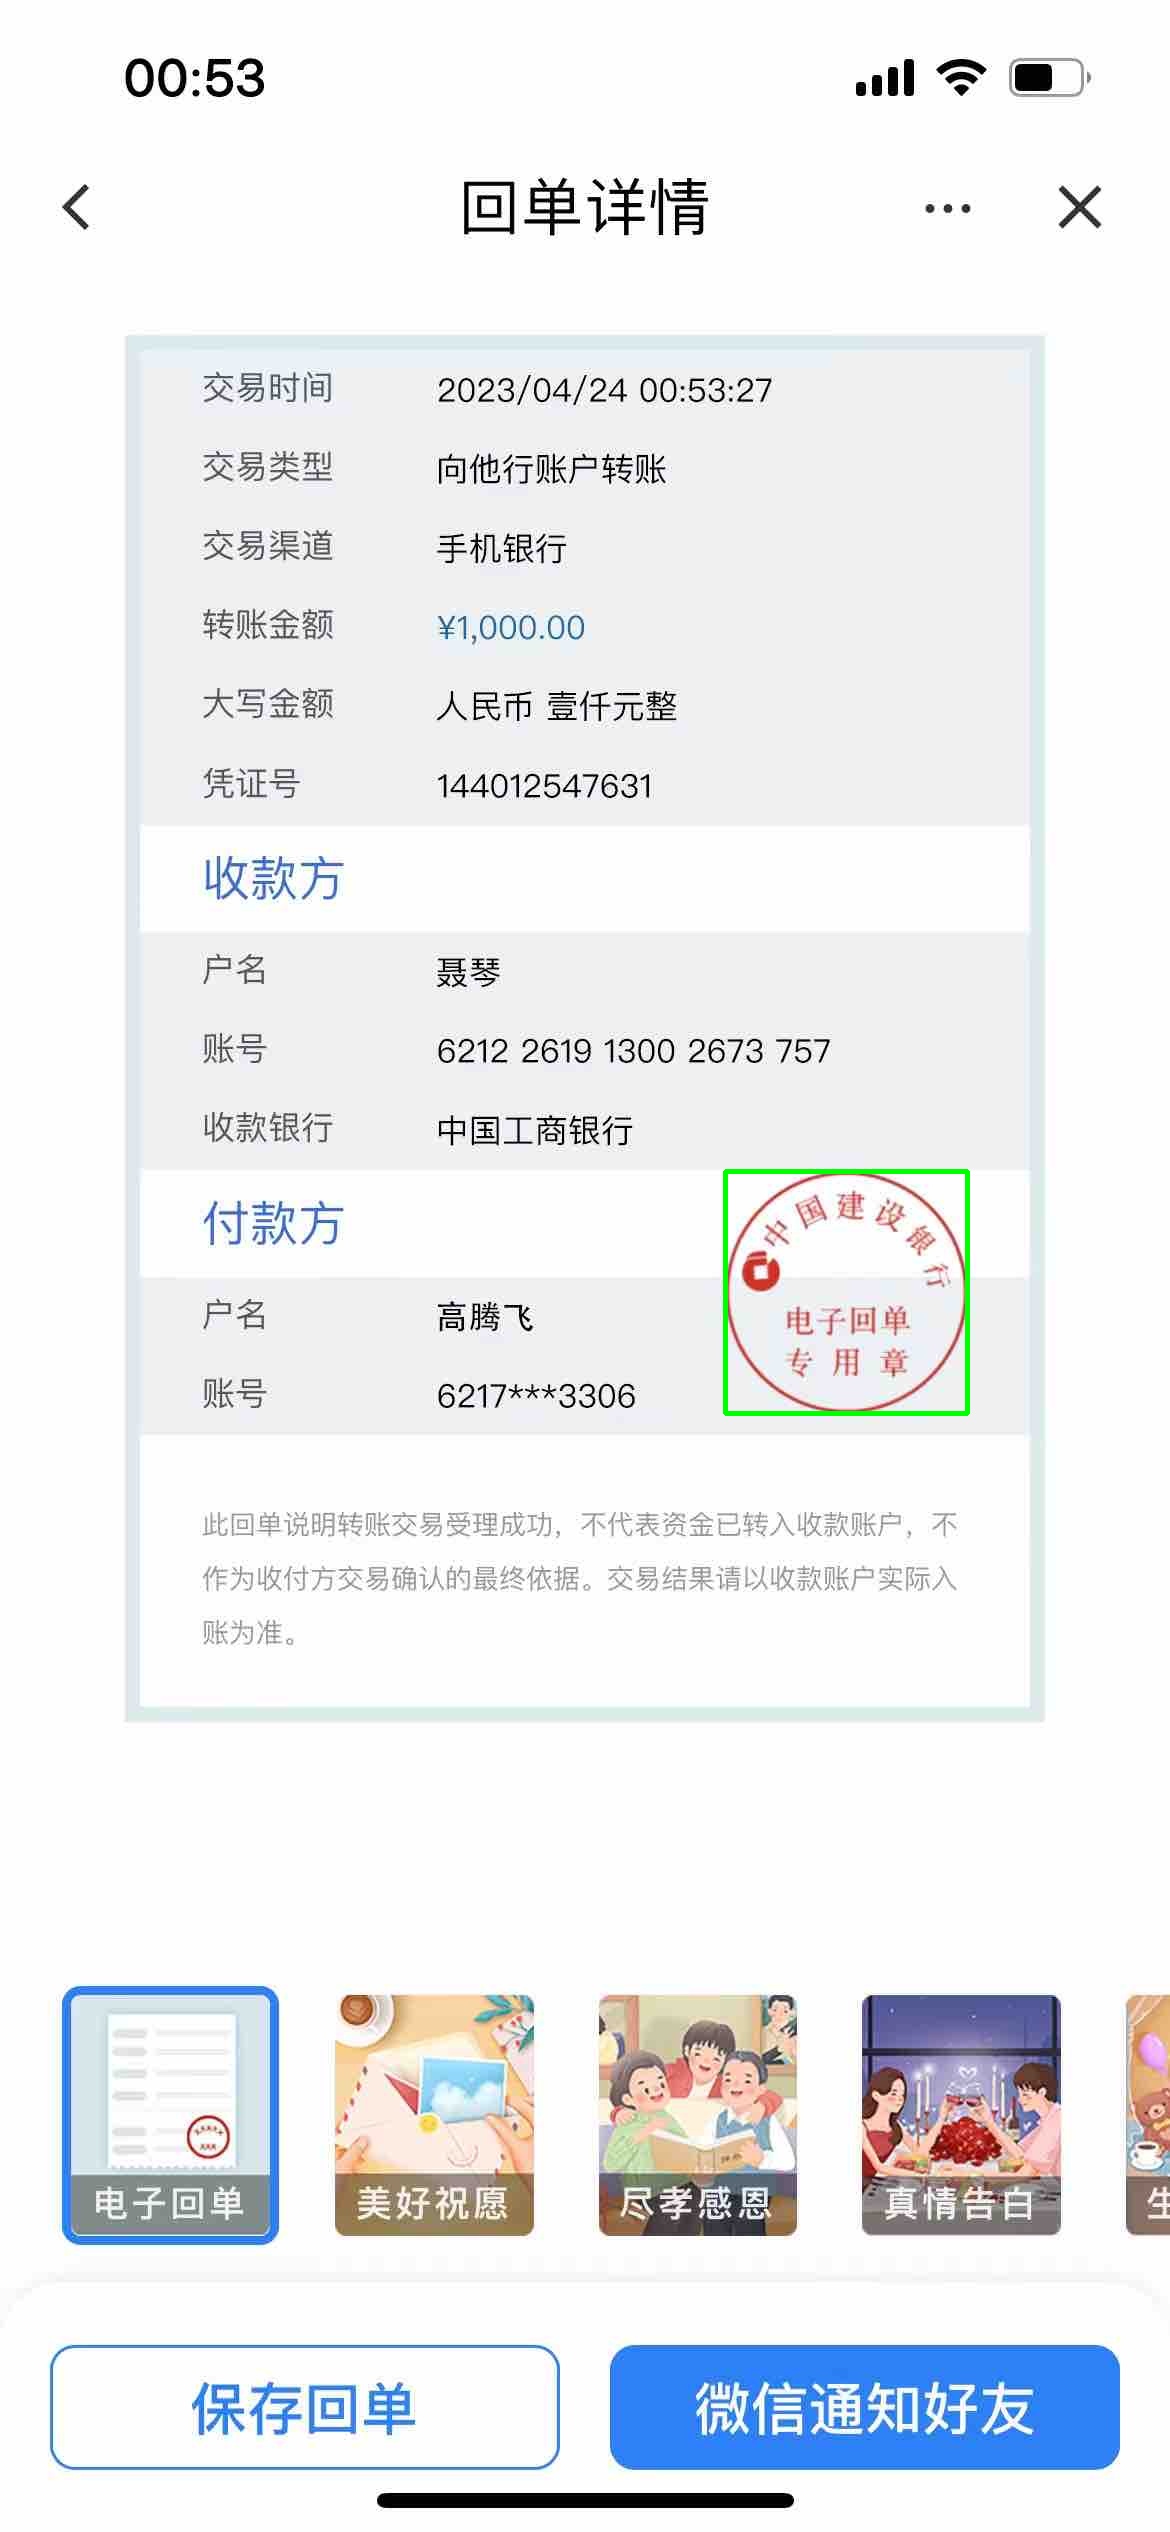 00:53
回单详情
交易时间 2023/04/24 00:53:27
交易类型 向他行账户转账
交易渠道 手机银行
转账金额 ¥1,000.00
大写金额 人民币 壹仟元整
凭证号 144012547631
收款方
户名 聂琴
账号 6212 2619 1300 2673 757
收款银行 中国工商银行
付款方
中国建设银行
电子回单
专用章
户名 高腾飞
账号 6217***3306
此回单说明转账交易受理成功，不代表资金已转入收款账户，不
作为收付方交易确认的最终依据。交易结果请以收款账户实际入
账为准。
电子回单 美好祝愿 尽孝感恩 真情告白
保存回单 微信通知好友